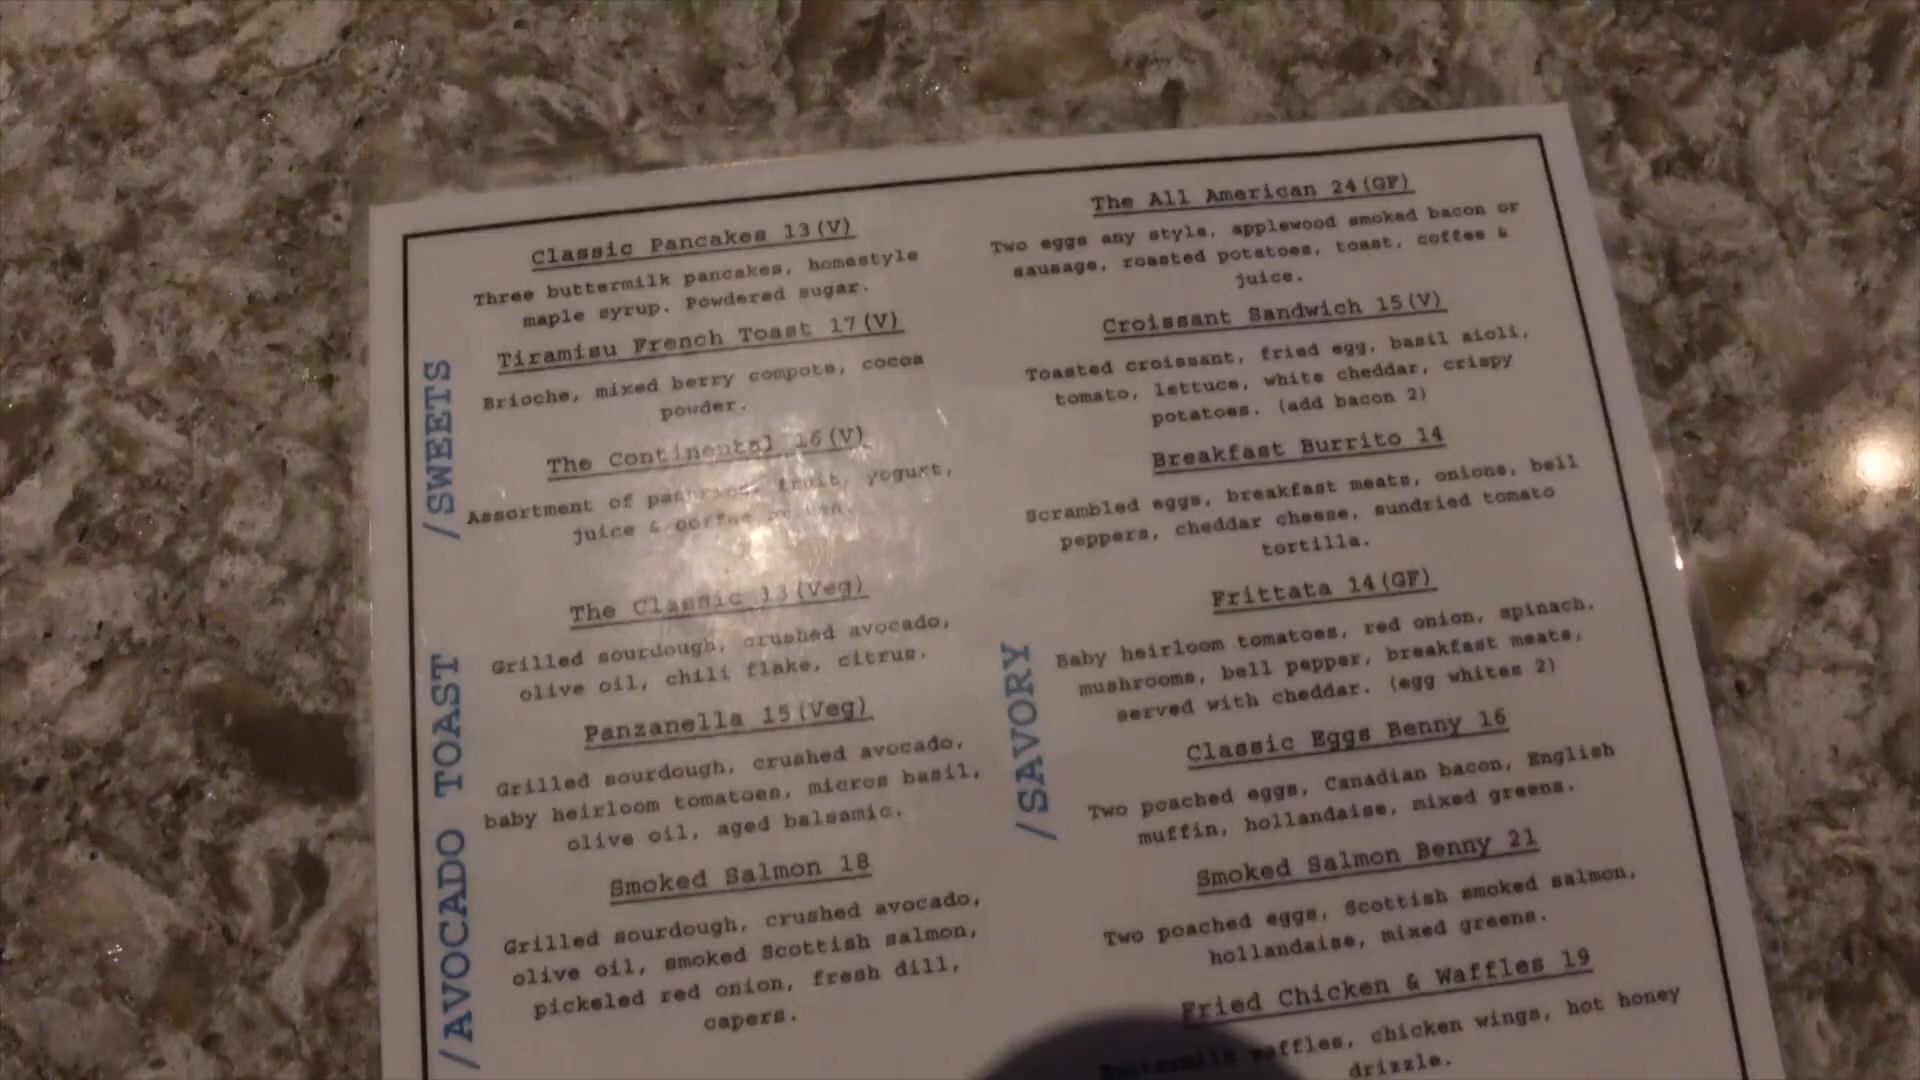 /SWEETS
Classic Pancakes 13(V)
Three buttermilk pancakes, homestyle
maple syrup. Powdered sugar.
Tiramisu French Toast 17(V)
Brioche, mixed berry compote, cocoa
powder.
The Continental 16(V)
Assortment of pastries, fruit, yogurt,
juice & coffee or tea.
/AVOCADO TOAST
The Classic 13(Veg)
Grilled sourdough, crushed avocado,
olive oil, chili flake, citrus.
Panzanella 15(Veg)
Grilled sourdough, crushed avocado,
baby heirloom tomatoes, micros basil,
olive oil, aged balsamic.
Smoked Salmon 18
Grilled sourdough, crushed avocado,
olive oil, smoked Scottish salmon,
pickeled red onion, fresh dill,
capers.
/SAVORY
The All American 24(GF)
Two eggs any style, applewood smoked bacon or
sausage, roasted potatoes, toast, coffee &
juice.
Croissant Sandwich 15(V)
Toasted croissant, fried egg, basil aioli,
tomato, lettuce, white cheddar, crispy
potatoes. (add bacon 2)
Breakfast Burrito 14
Scrambled eggs, breakfast meats, onions, bell
peppers, cheddar cheese, sundried tomato
tortilla.
Frittata 14(GF)
Baby heirloom tomatoes, red onion, spinach,
mushrooms, bell pepper, breakfast meats,
served with cheddar. (egg whites 2)
Classic Eggs Benny 16
Two poached eggs, Canadian bacon, English
muffin, hollandaise, mixed greens.
Smoked Salmon Benny 21
Two poached eggs, Scottish smoked salmon,
hollandaise, mixed greens.
Fried Chicken & Waffles 19
Buttermilk waffles, chicken wings, hot honey
drizzle.